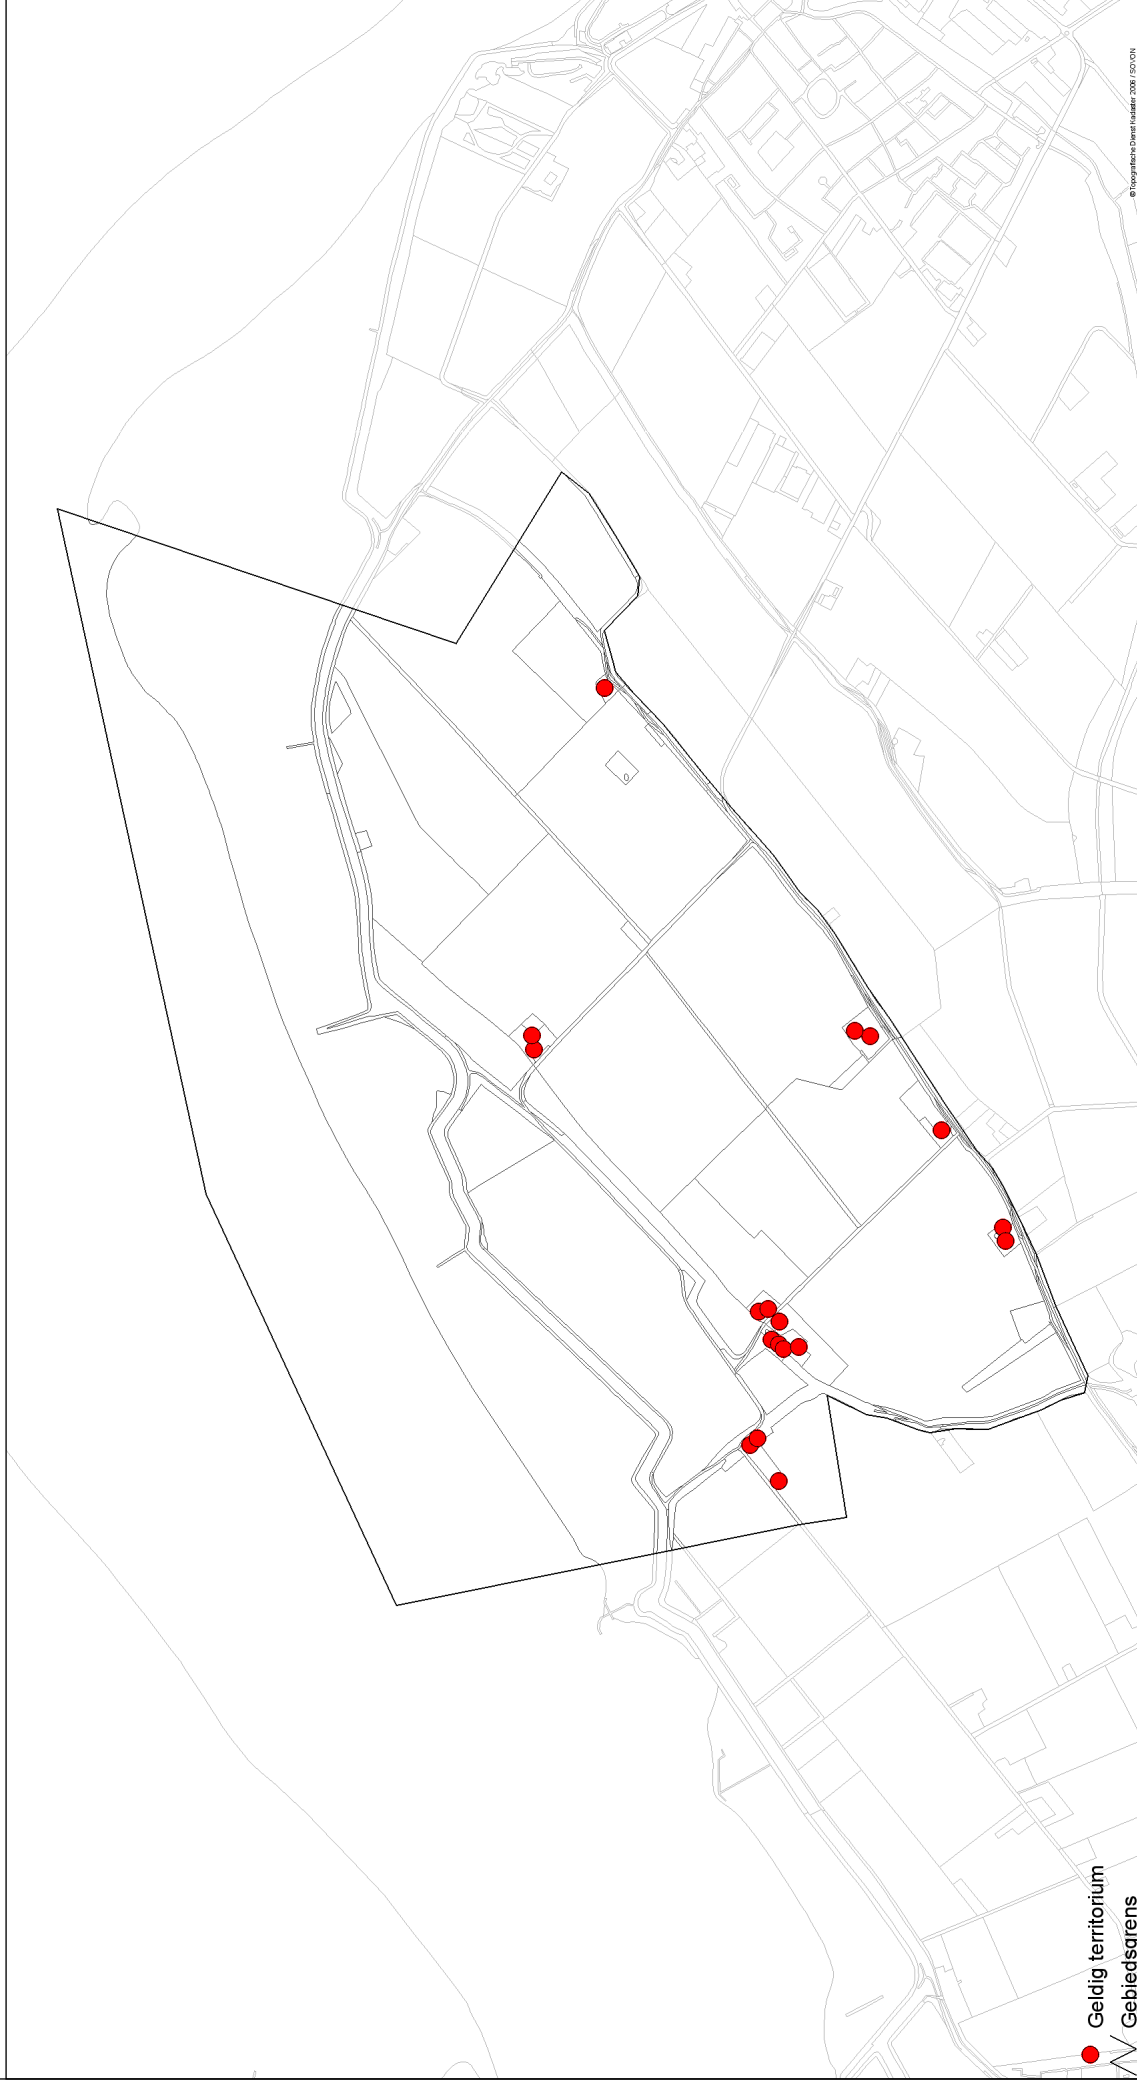 © Topografische Dienst Kadaster 2006 / SOVON
Geldig territorium
Gebiedsgrens